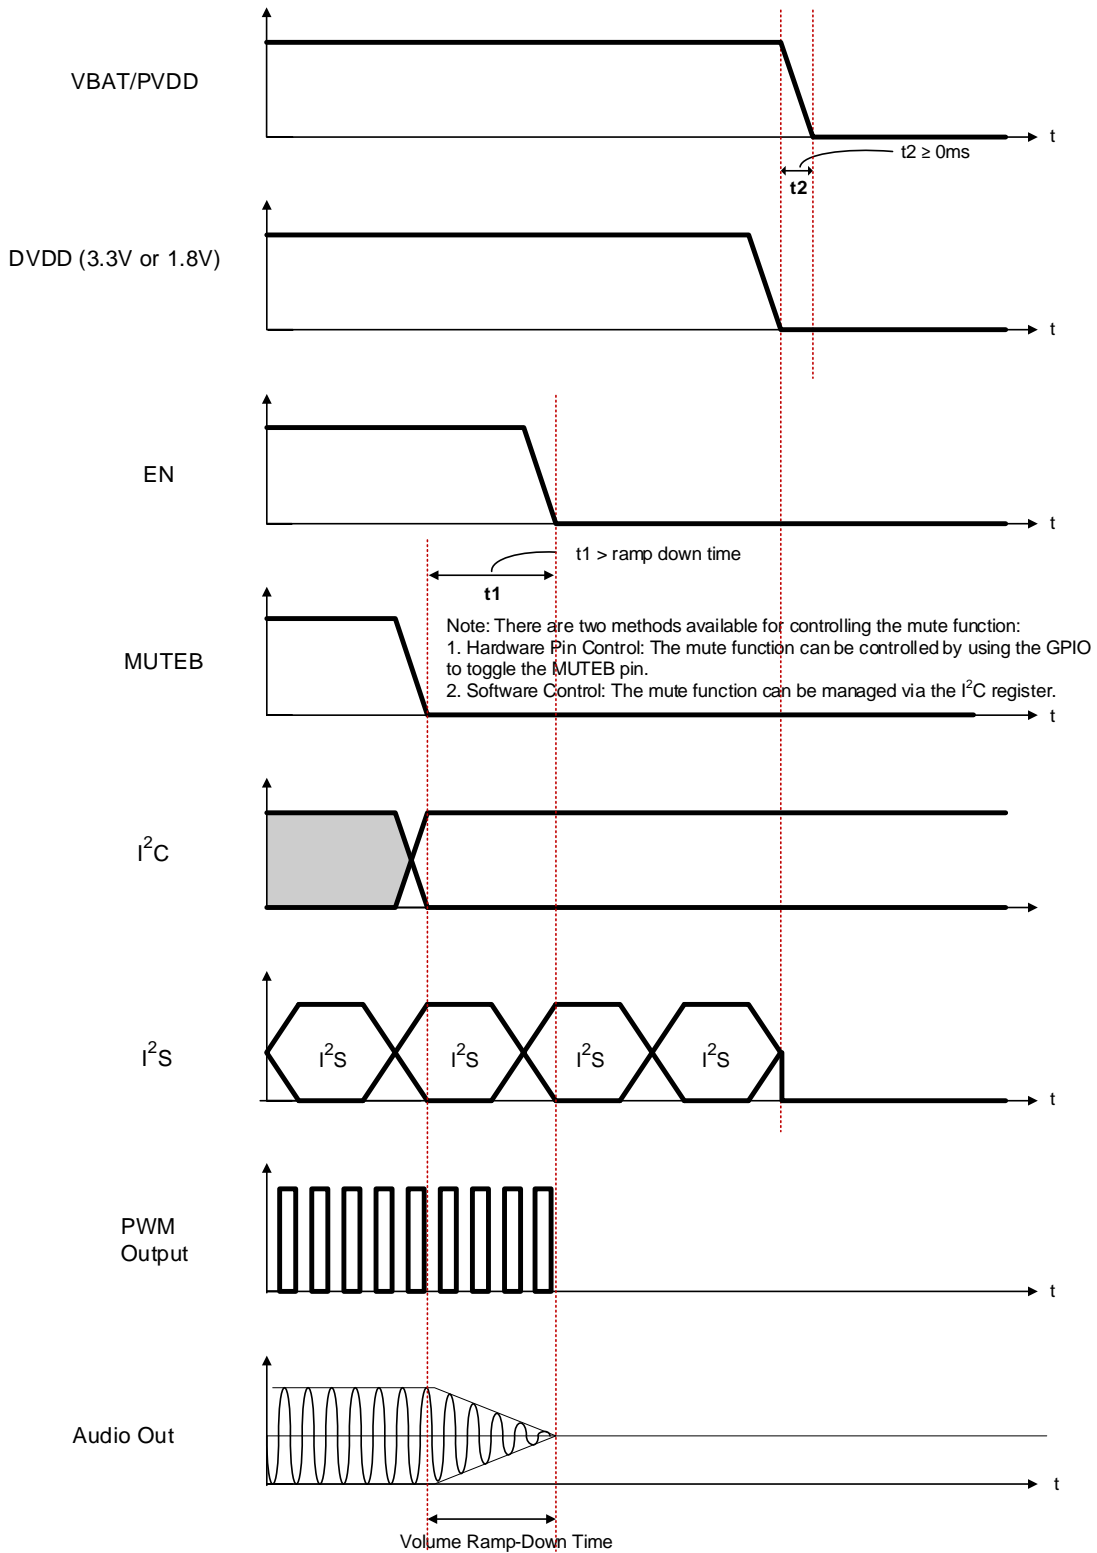 VBAT/PVDD
t
t2 ≥ 0ms
t2
DVDD (3.3V or 1.8V)
t
EN
t
t1 > ramp down time
t1
Note: There are two methods available for controlling the mute function:
1. Hardware Pin Control: The mute function can be controlled by using the GPIO
to toggle the MUTEB pin.
2. Software Control: The mute function can be managed via the I²C register.
MUTEB
t
I²C
I²S
I²S
I²S
I²S
I²S
t
PWM
Output
t
Audio Out
t
Volume Ramp-Down Time